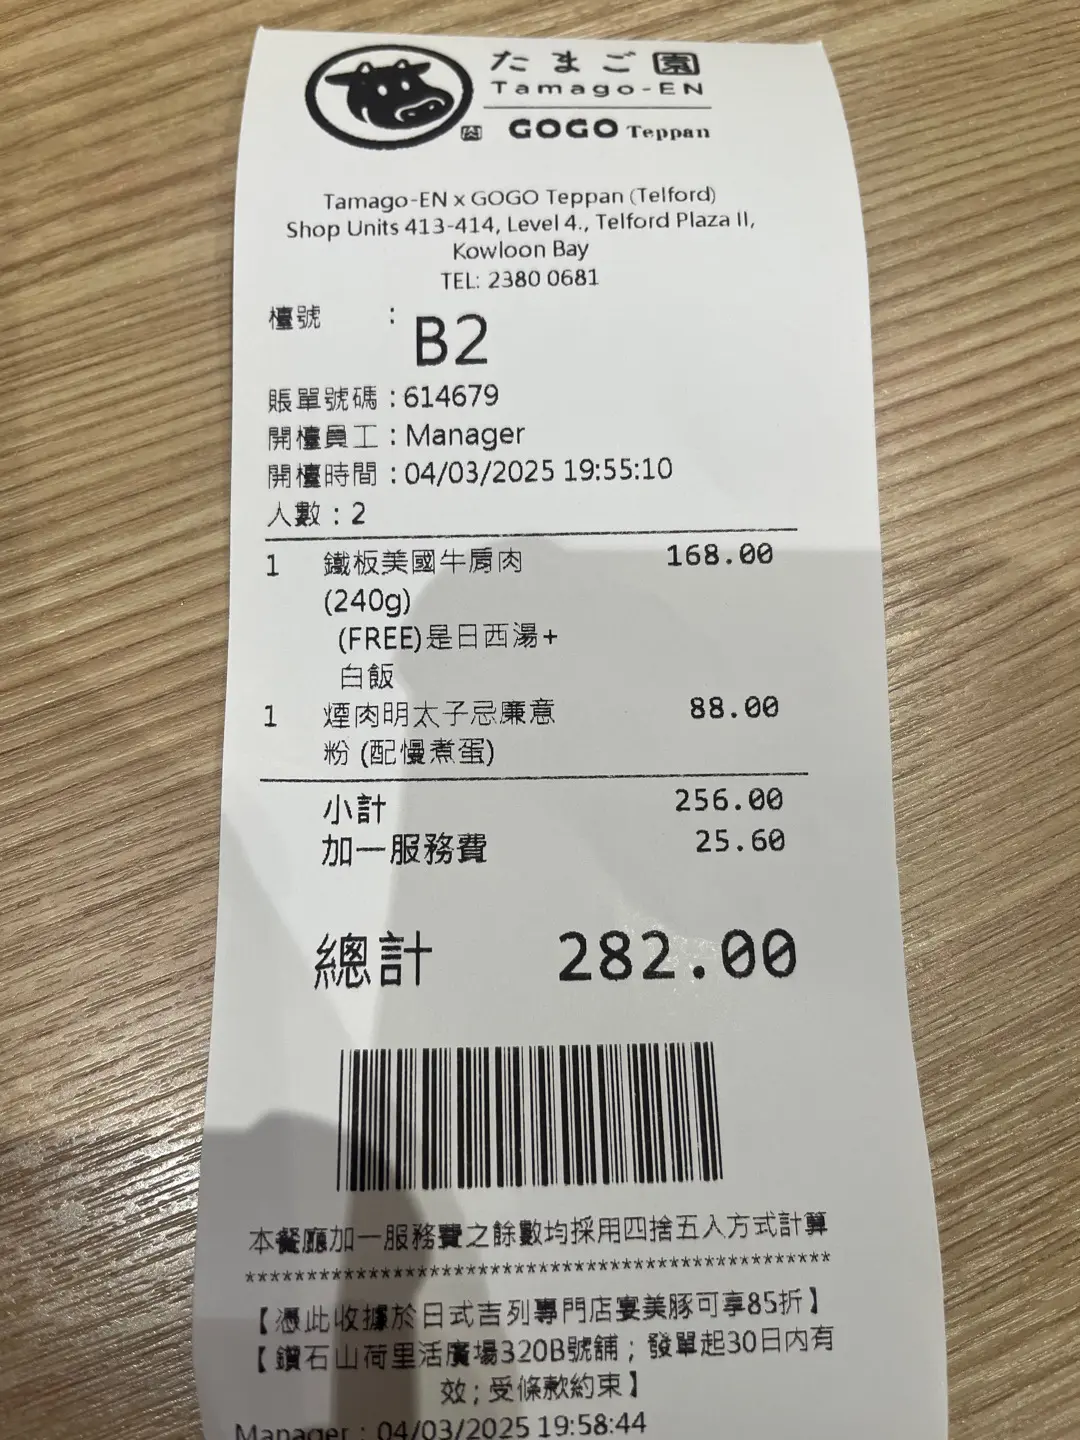 たまご園
Tamago-EN
肉
GOGO Teppan
Tamago-EN x GOGO Teppan (Telford)
Shop Units 413-414, Level 4., Telford Plaza II,
Kowloon Bay
TEL: 2380 0681
檯號 : B2
賬單號碼 : 614679
開檯員工 : Manager
開檯時間 : 04/03/2025 19:55:10
人數 : 2
1 鐵板美國牛肩肉 168.00
(240g)
(FREE)是日西湯+
白飯
1 煙肉明太子忌廉意 88.00
粉 (配慢煮蛋)
小計 256.00
加一服務費 25.60
總計 282.00
本餐廳加一服務費之餘數均採用四捨五入方式計算
************************************************
【憑此收據於日式吉列專門店宴美豚可享85折】
【鑽石山荷里活廣場320B號舖；發單起30日內有
效；受條款約束】
Manager : 04/03/2025 19:58:44